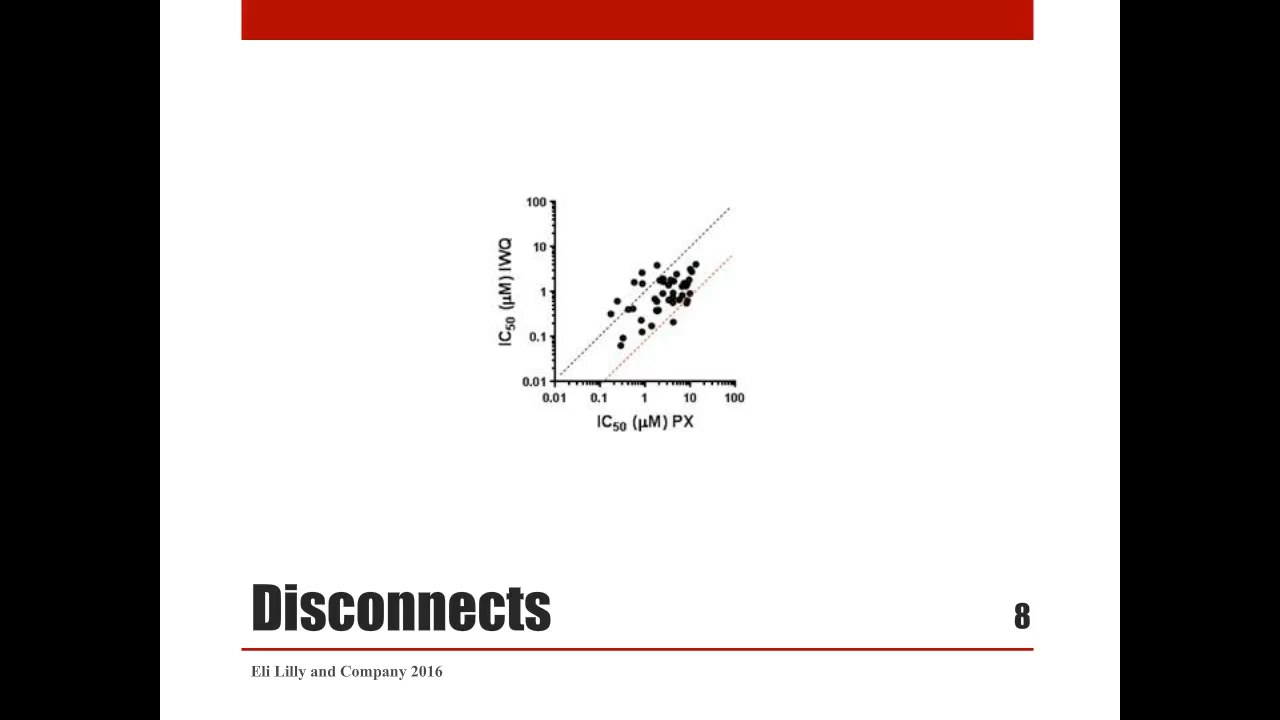 100
10
1
0.1
0.01
IC50 (µM) IWQ
0.01 0.1 1 10 100
IC50 (µM) PX
Disconnects
8
Eli Lilly and Company 2016